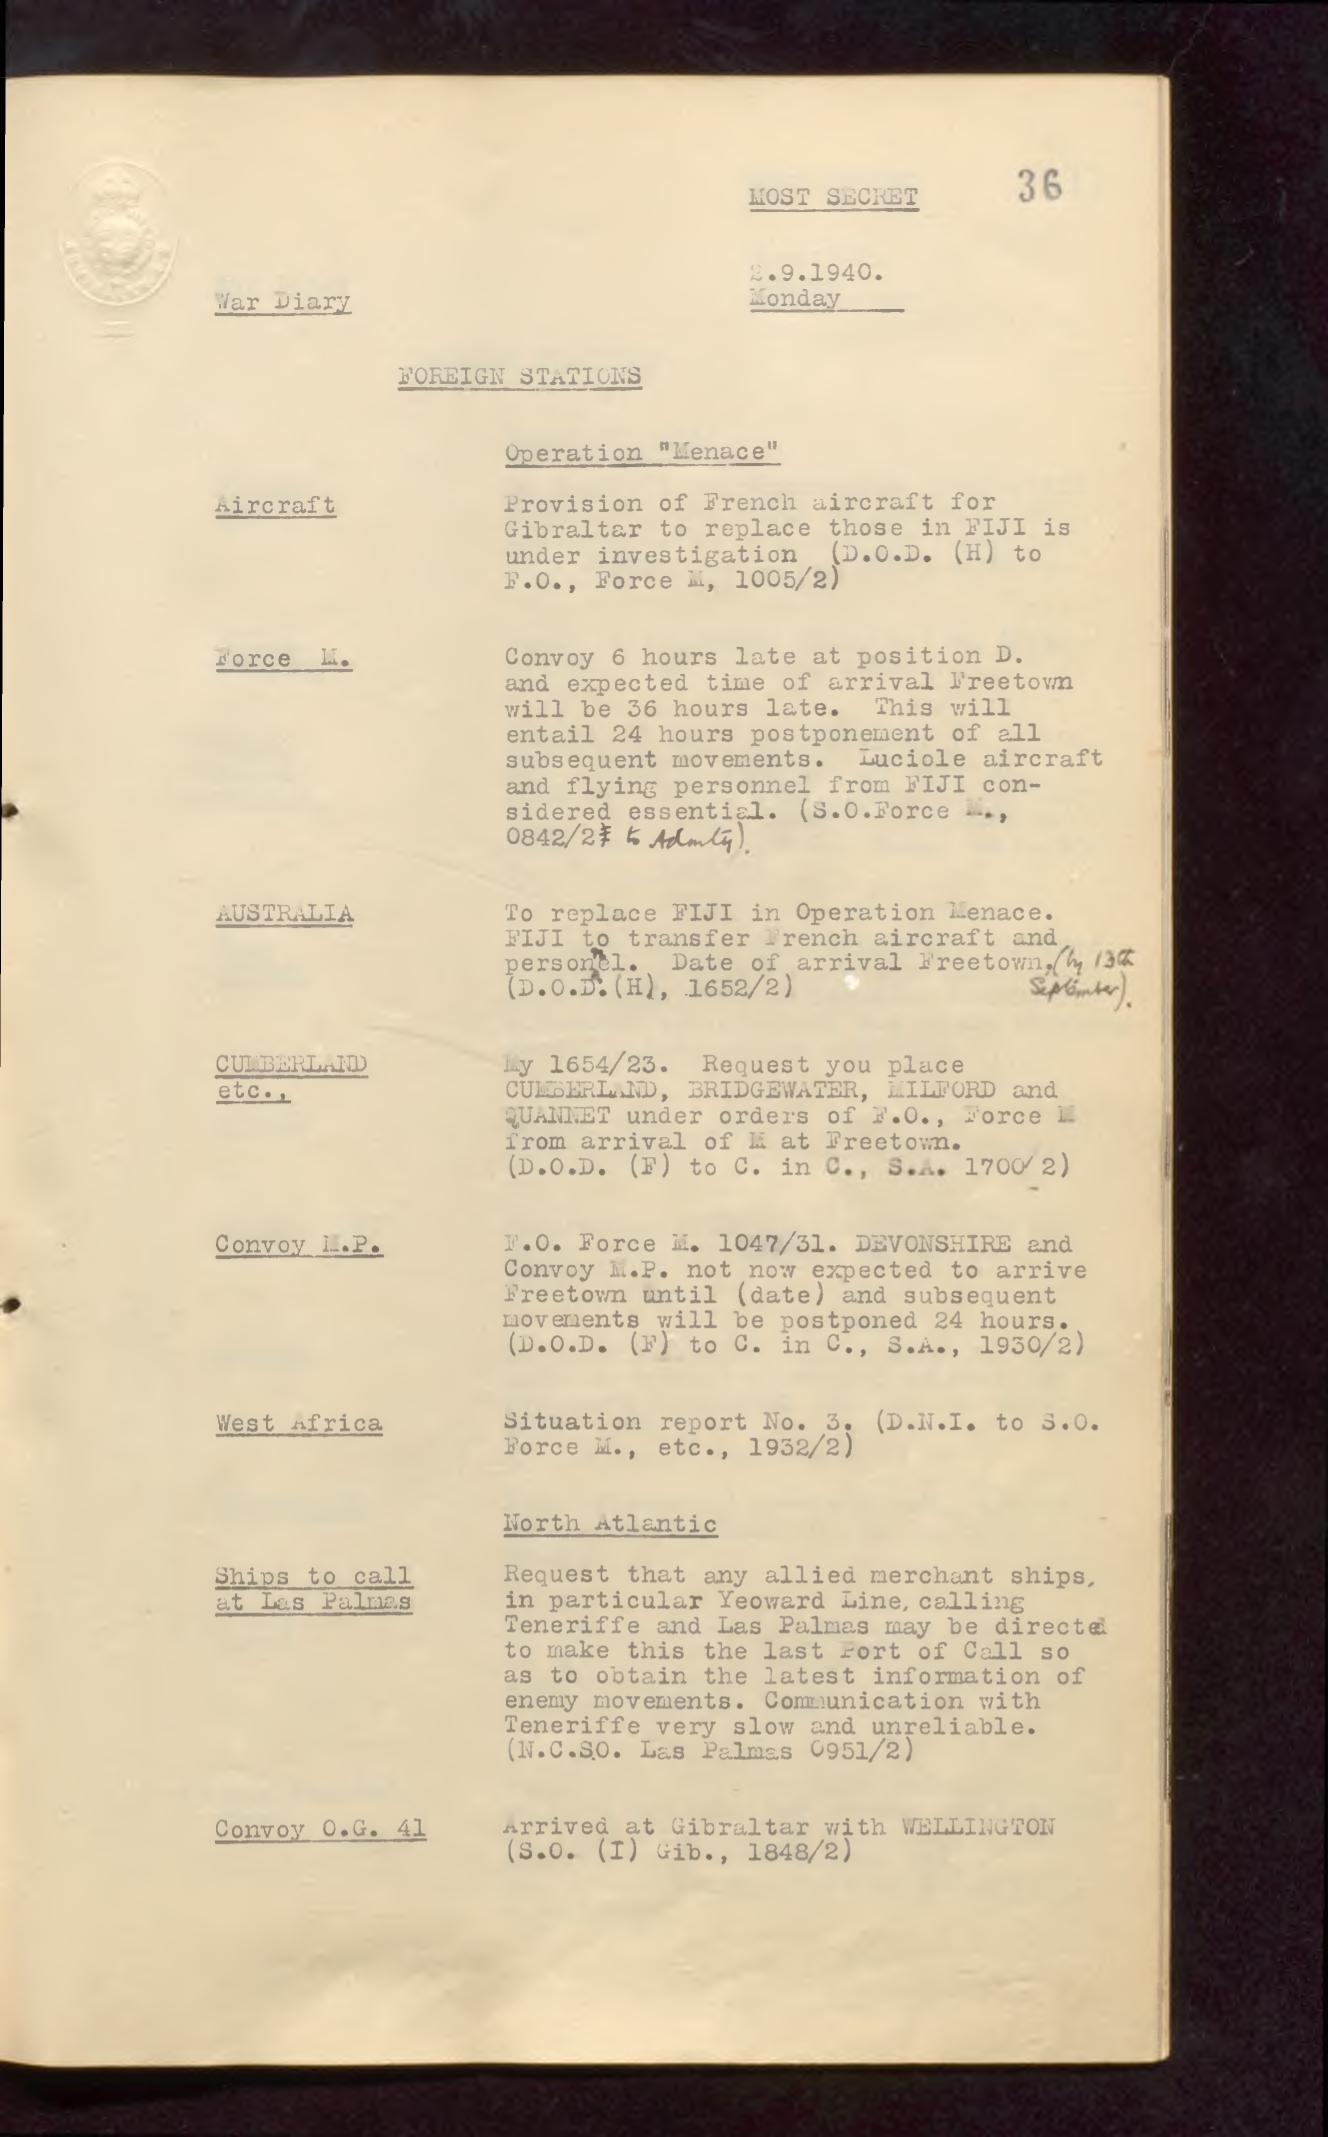 36
MOST SECRET
2.9.1940.
Monday
War Diary
FOREIGN STATIONS
Operation "Menace"
Aircraft
Provision of French aircraft for
Gibraltar to replace those in FIJI is
under investigation (D.O.D. (H) to
F.O., Force M, 1005/2)
Force M.
Convoy 6 hours late at position D.
and expected time of arrival Freetown
will be 36 hours late. This will
entail 24 hours postponement of all
subsequent movements. Luciole aircraft
and flying personnel from FIJI con-
sidered essential. (S.O.Force M.,
0842/2 to Admty).
AUSTRALIA
To replace FIJI in Operation Menace.
FIJI to transfer French aircraft and
personnel. Date of arrival Freetown, (by 13th
September).
(D.O.D.(H), 1652/2)
CUMBERLAND
etc.,
My 1654/23. Request you place
CUMBERLAND, BRIDGEWATER, MILFORD and
QUANNET under orders of F.O., Force M
from arrival of M at Freetown.
(D.O.D. (F) to C. in C., S.A. 1700/2)
Convoy M.P.
F.O. Force M. 1047/31. DEVONSHIRE and
Convoy M.P. not now expected to arrive
Freetown until (date) and subsequent
movements will be postponed 24 hours.
(D.O.D. (F) to C. in C., S.A., 1930/2)
West Africa
Situation report No. 3. (D.N.I. to S.O.
Force M., etc., 1932/2)
North Atlantic
Ships to call
at Las Palmas
Request that any allied merchant ships,
in particular Yeoward Line, calling
Teneriffe and Las Palmas may be directed
to make this the last Port of Call so
as to obtain the latest information of
enemy movements. Communication with
Teneriffe very slow and unreliable.
(N.C.S.O. Las Palmas 0951/2)
Convoy O.G. 41
Arrived at Gibraltar with WELLINGTON
(S.O. (I) Gib., 1848/2)